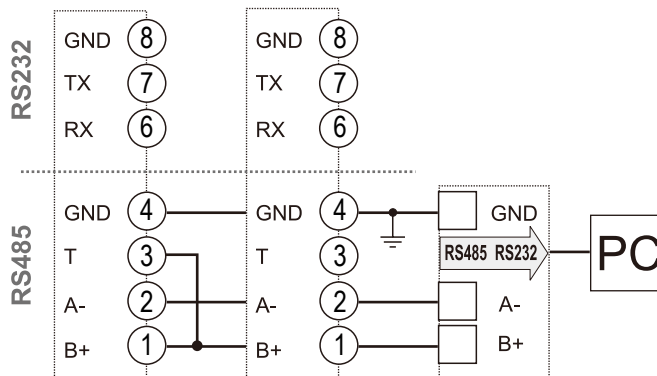 RS232
GND 8 GND 8
TX 7 TX 7
RX 6 RX 6
RS485
GND 4 GND 4 GND
T 3 T 3 RS485 RS232 PC
A- 2 A- 2 A-
B+ 1 B+ 1 B+